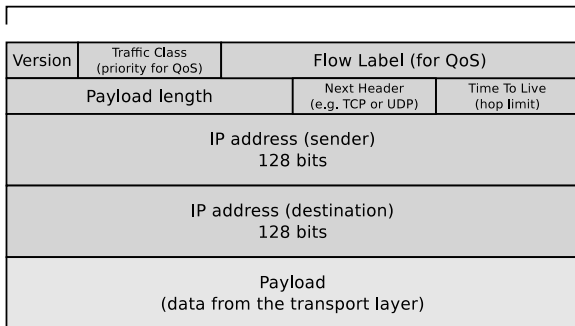 Version
Traffic Class
(priority for QoS)
Flow Label (for QoS)
Payload length
Next Header
(e.g. TCP or UDP)
Time To Live
(hop limit)
IP address (sender)
128 bits
IP address (destination)
128 bits
Payload
(data from the transport layer)